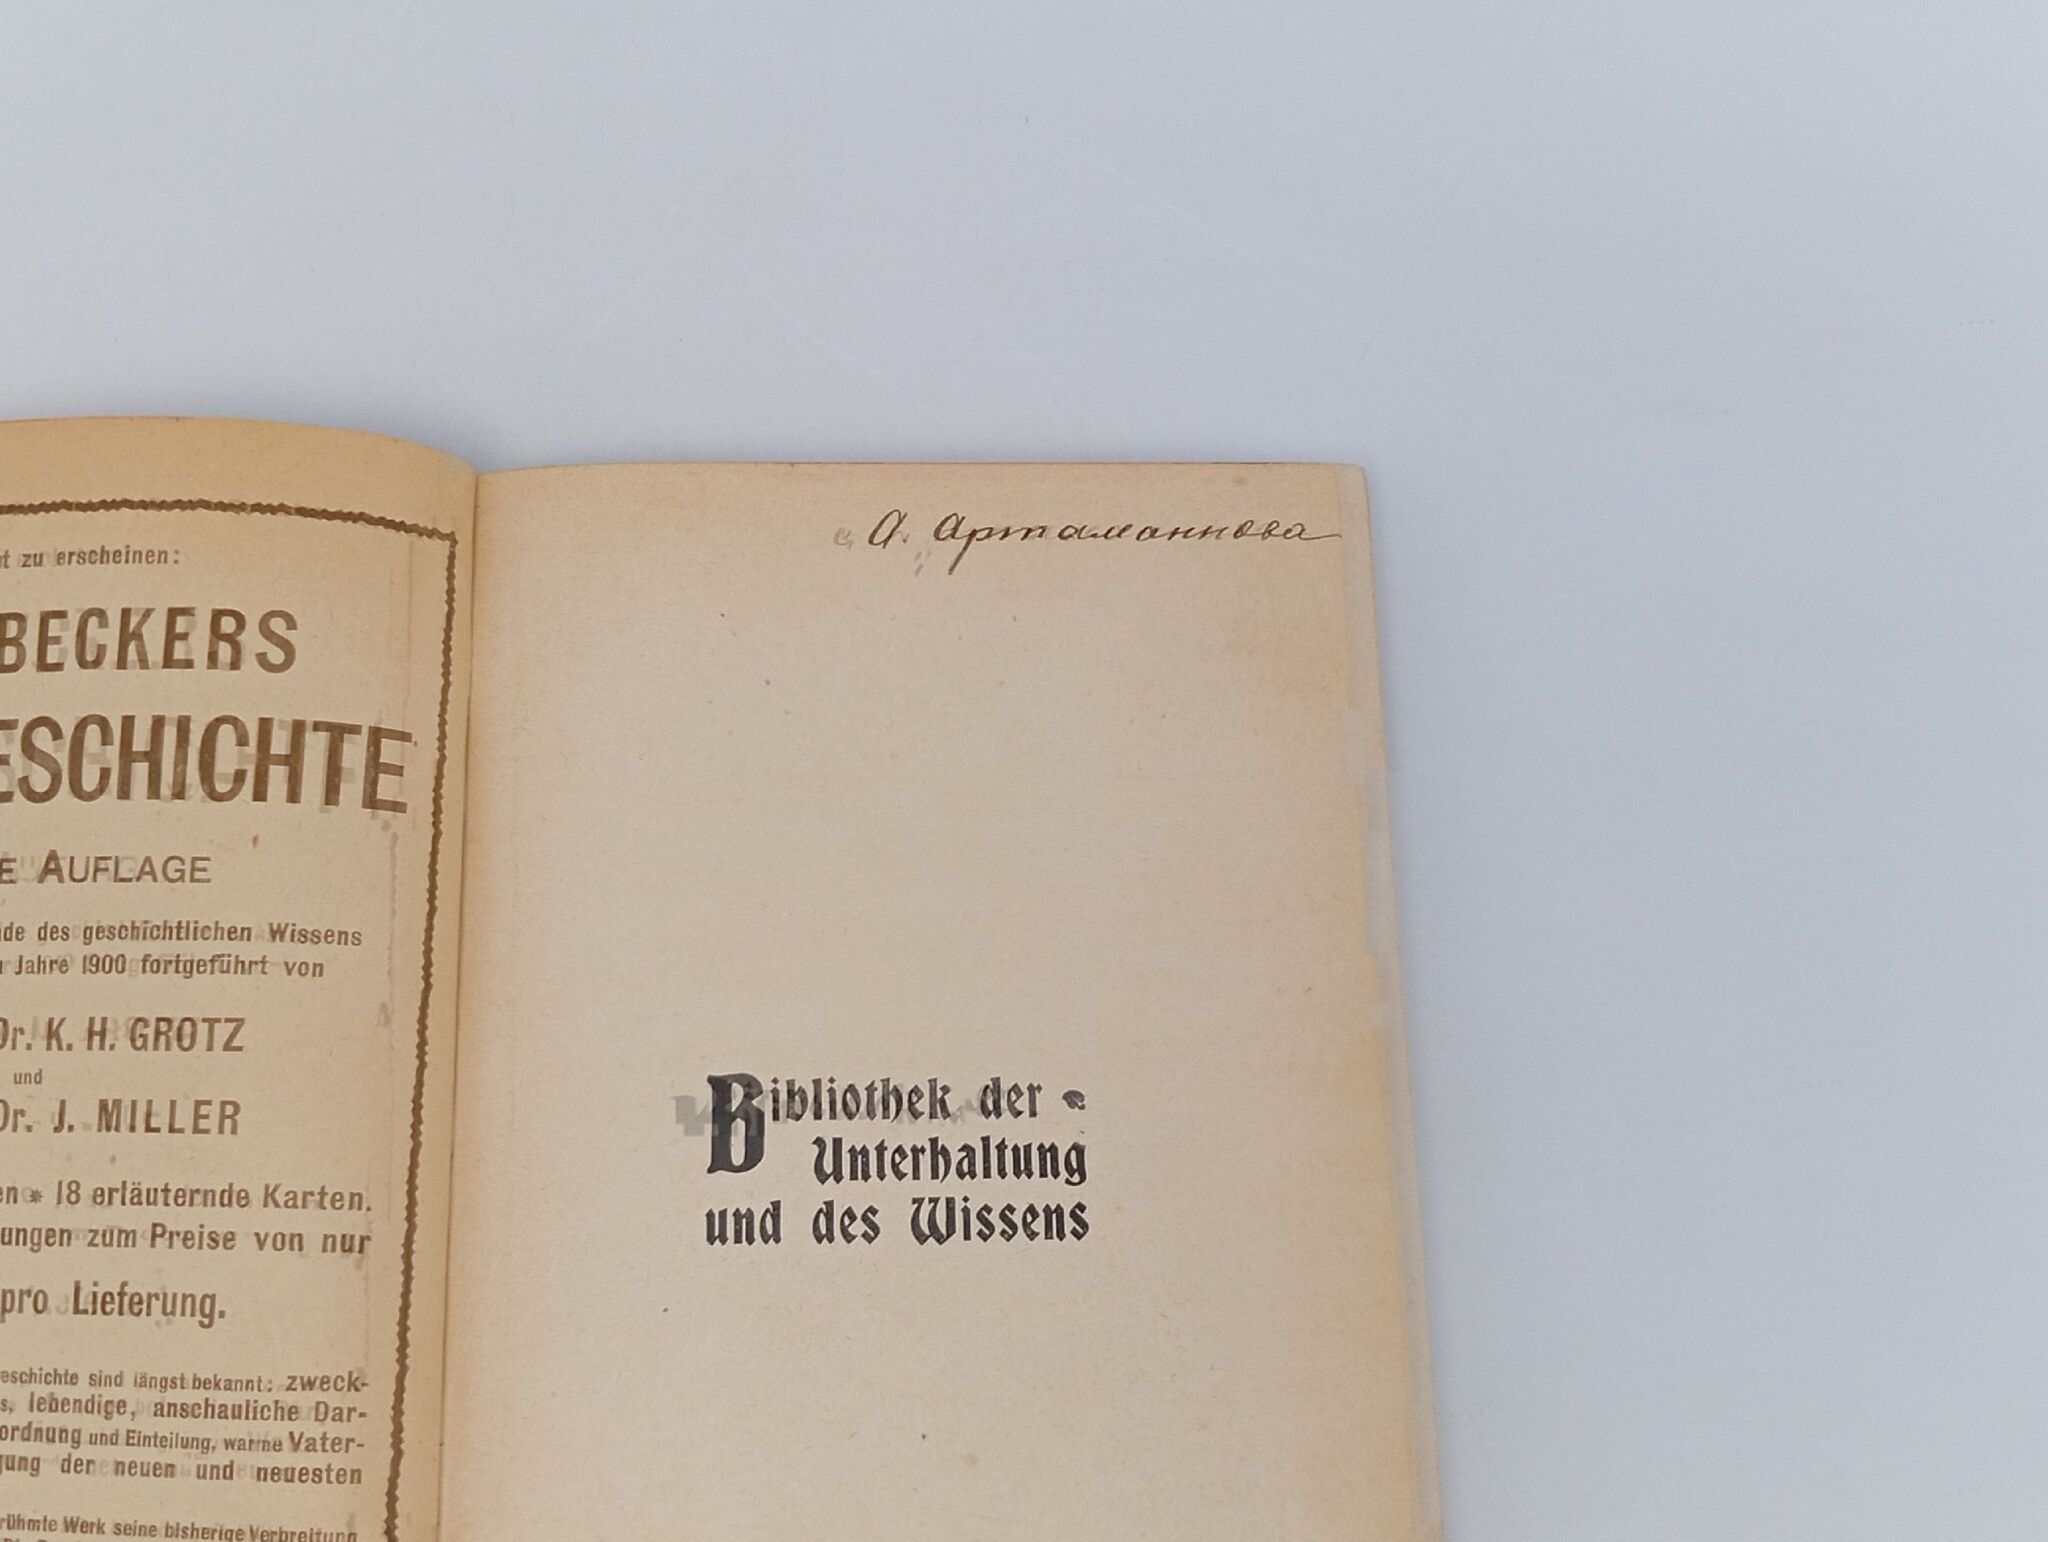 t zu erscheinen:
BECKERS
ESCHICHTE
E AUFLAGE
de des geschichtlichen Wissens
Jahre 1900 fortgeführt von
Dr. K. H. GROTZ
und
Dr. J. MILLER
en * 18 erläuternde Karten.
ungen zum Preise von nur
pro Lieferung.
eschichte sind längst bekannt: zweck-
s, lebendige, anschauliche Dar-
ordnung und Einteilung, warme Vater-
gung der neuen und neuesten
rühmte Werk seine bisherige Verbreitung
А. Артаманнова
Bibliothek der
Unterhaltung
und des Wissens